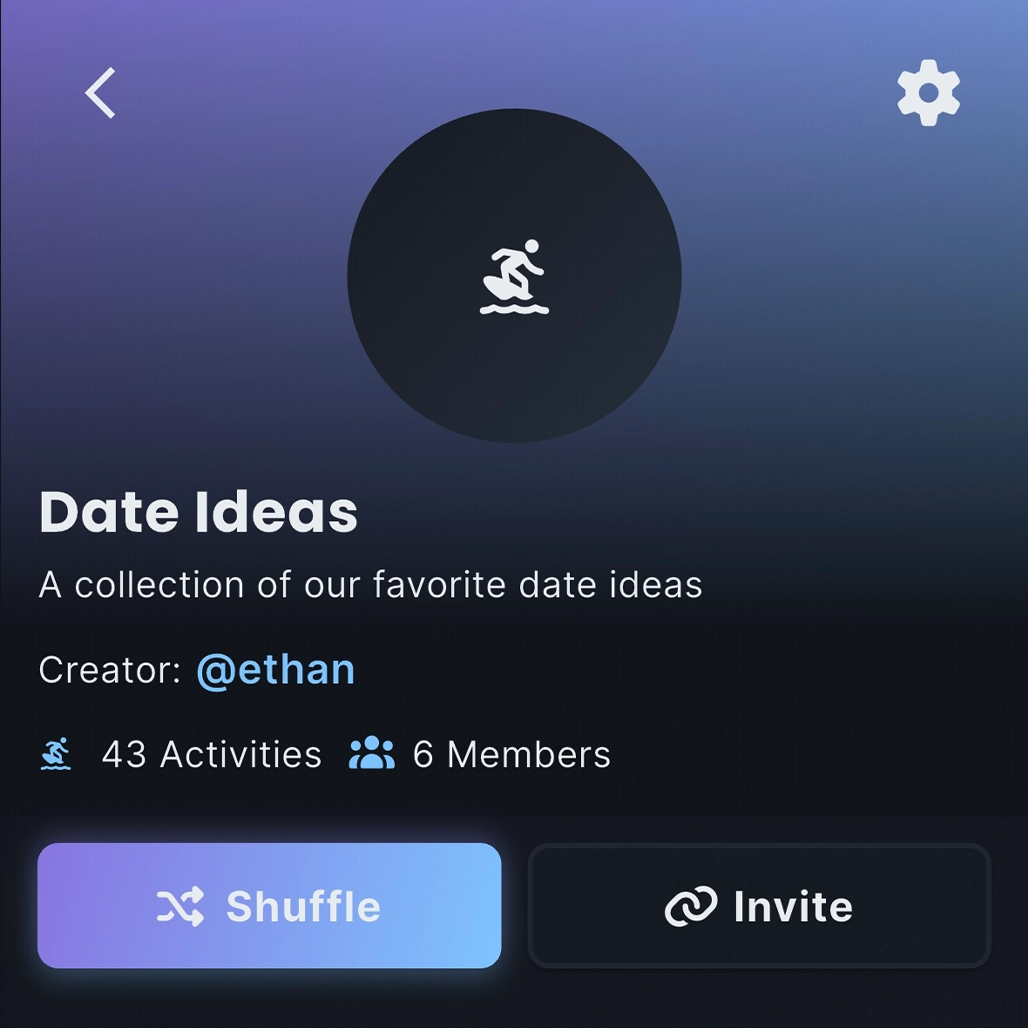 Date Ideas
A collection of our favorite date ideas
Creator: @ethan
43 Activities 6 Members
Shuffle Invite